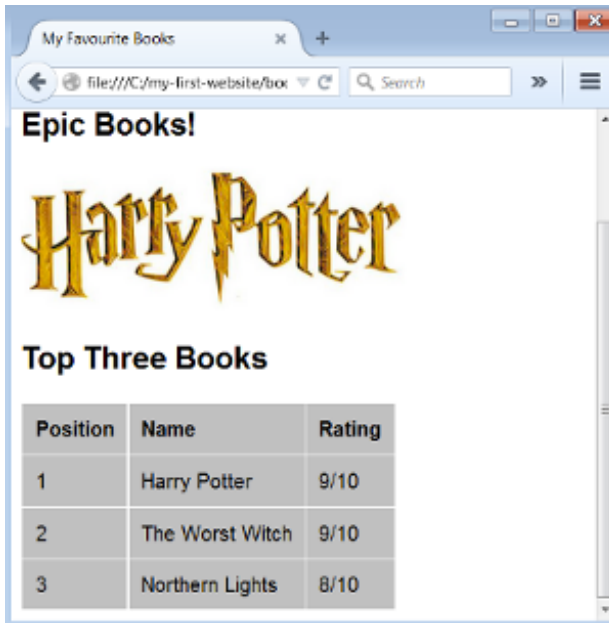 My Favourite Books
file:///C:/my-first-website/boo
Search
Epic Books!
Harry Potter
Top Three Books
Position Name Rating
1 Harry Potter 9/10
2 The Worst Witch 9/10
3 Northern Lights 8/10